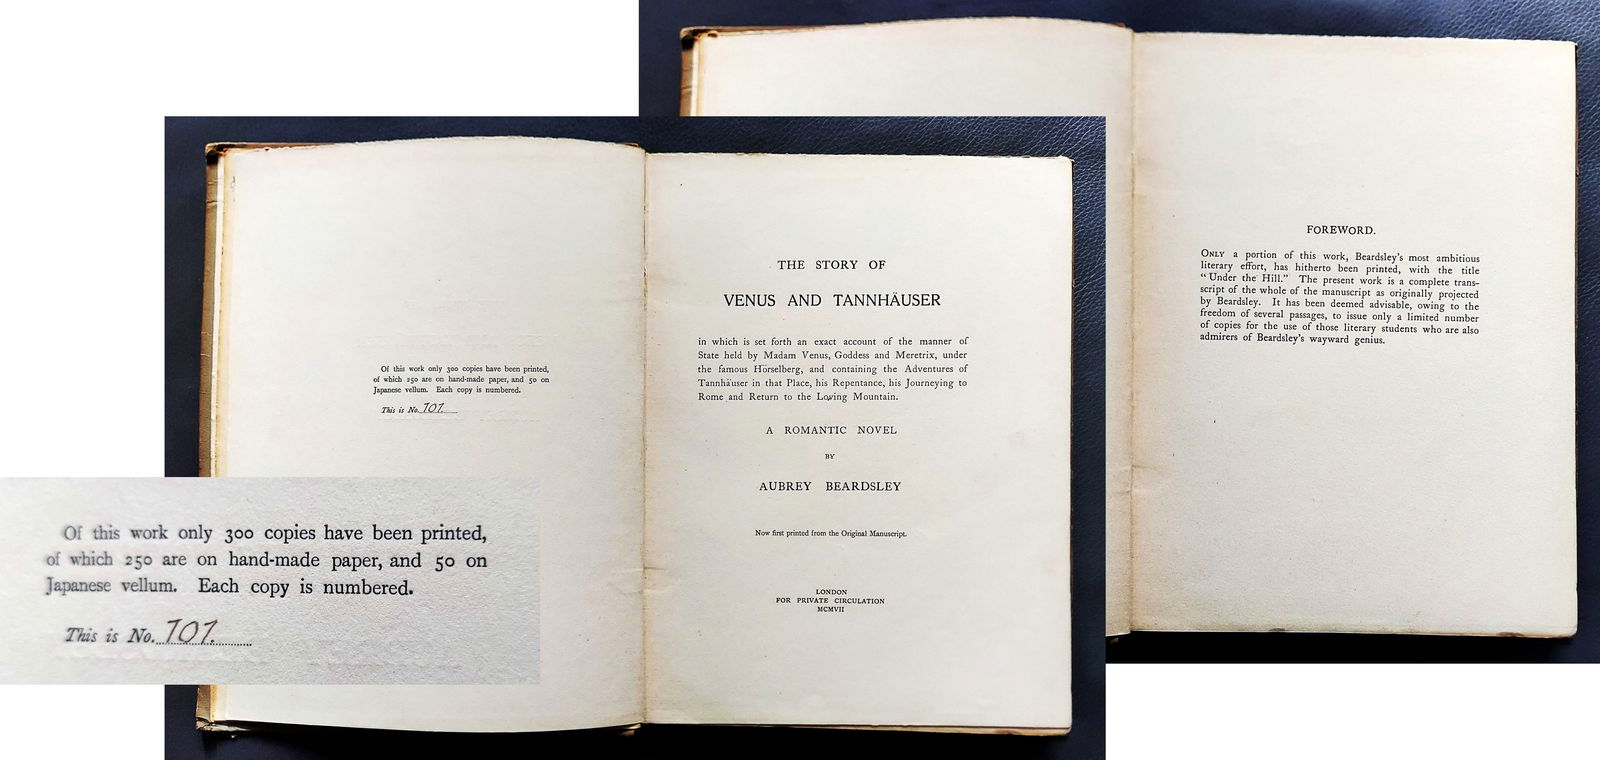 Of this work only 300 copies have been printed,
of which 250 are on hand-made paper, and 50 on
Japanese vellum. Each copy is numbered.
This is No. 101.
THE STORY OF
VENUS AND TANNHÄUSER
in which is set forth an exact account of the manner of
State held by Madam Venus, Goddess and Meretrix, under
the famous Hörselberg, and containing the Adventures of
Tannhäuser in that Place, his Repentance, his Journeying to
Rome and Return to the Loving Mountain.
A ROMANTIC NOVEL
BY
AUBREY BEARDSLEY
Now first printed from the Original Manuscript.
LONDON
FOR PRIVATE CIRCULATION
MCMVII
FOREWORD.
ONLY a portion of this work, Beardsley's most ambitious
literary effort, has hitherto been printed, with the title
“Under the Hill.” The present work is a complete trans-
script of the whole of the manuscript as originally projected
by Beardsley. It has been deemed advisable, owing to the
freedom of several passages, to issue only a limited number
of copies for the use of those literary students who are also
admirers of Beardsley's wayward genius.
Of this work only 300 copies have been printed,
of which 250 are on hand-made paper, and 50 on
Japanese vellum. Each copy is numbered.
This is No. 101.